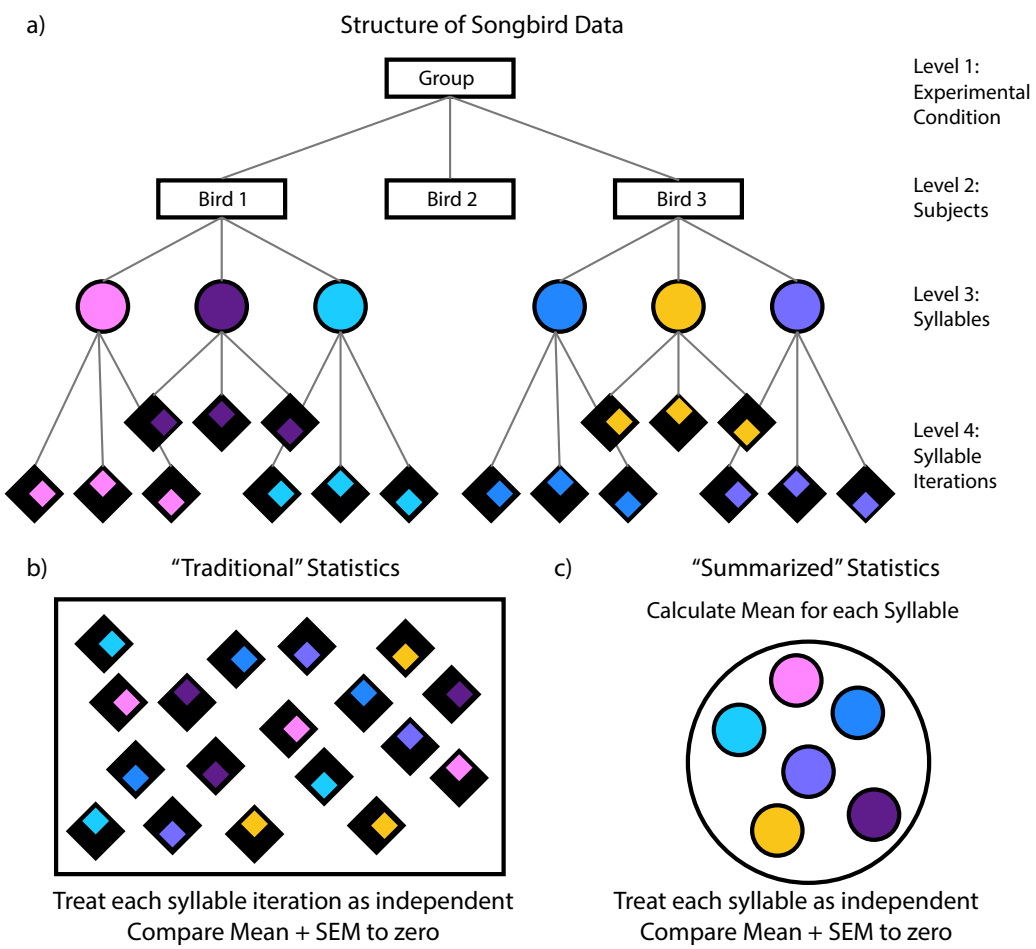 a)
Structure of Songbird Data
Group
Level 1:
Experimental
Condition
Bird 1
Bird 2
Bird 3
Level 2:
Subjects
Level 3:
Syllables
Level 4:
Syllable
Iterations
b)
“Traditional” Statistics
Treat each syllable iteration as independent
Compare Mean + SEM to zero
c)
“Summarized” Statistics
Calculate Mean for each Syllable
Treat each syllable as independent
Compare Mean + SEM to zero